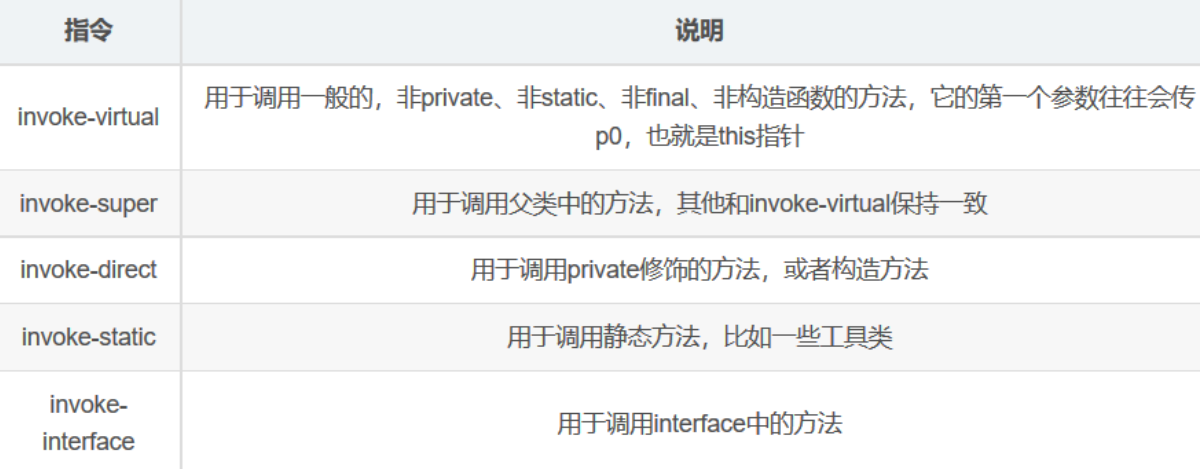 指令
说明
invoke-virtual
用于调用一般的，非private、非static、非final、非构造函数的方法，它的第一个参数往往会传
p0，也就是this指针
invoke-super
用于调用父类中的方法，其他和invoke-virtual保持一致
invoke-direct
用于调用private修饰的方法，或者构造方法
invoke-static
用于调用静态方法，比如一些工具类
invoke-
interface
用于调用interface中的方法